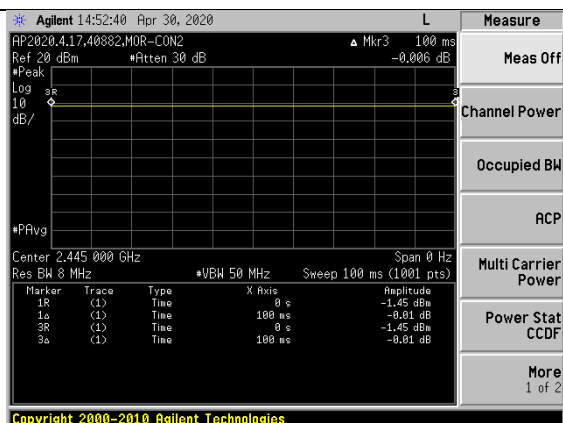 Agilent 14:52:40 Apr 30, 2020 L
AP2020.4.17,40882,MOR-CON2 Δ Mkr3 100 ms
Ref 20 dBm #Atten 30 dB -0.006 dB
#Peak
Log
10
dB/
3R
3
#PAvg
Center 2.445 000 GHz Span 0 Hz
Res BW 8 MHz #VBW 50 MHz Sweep 100 ms (1001 pts)
Marker Trace Type X Axis Amplitude
1R (1) Time 0 s -1.45 dBm
1Δ (1) Time 100 ms -0.01 dB
3R (1) Time 0 s -1.45 dBm
3Δ (1) Time 100 ms -0.01 dB
Copyright 2000-2010 Agilent Technologies
Measure
Meas Off
Channel Power
Occupied BW
ACP
Multi Carrier
Power
Power Stat
CCDF
More
1 of 2